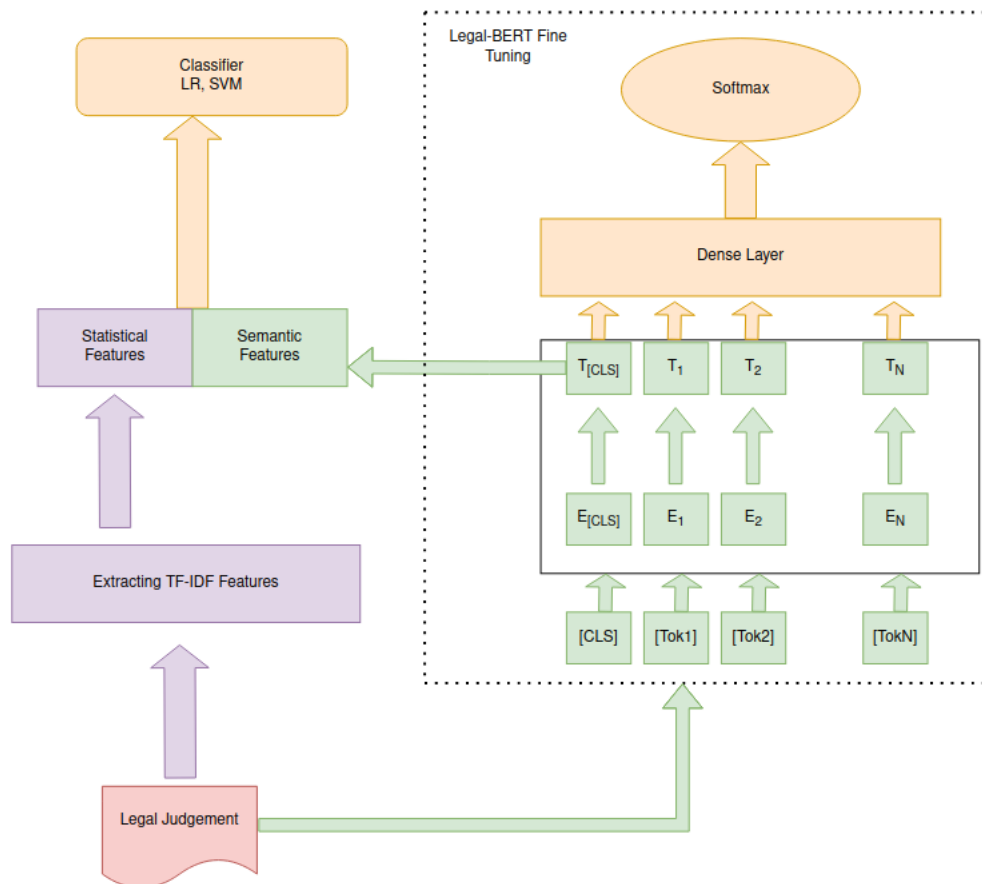 Classifier
LR, SVM
Legal-BERT Fine
Tuning
Softmax
Dense Layer
Statistical
Features
Semantic
Features
T[CLS]
T1
T2
TN
E[CLS]
E1
E2
EN
Extracting TF-IDF Features
[CLS]
[Tok1]
[Tok2]
[TokN]
Legal Judgement